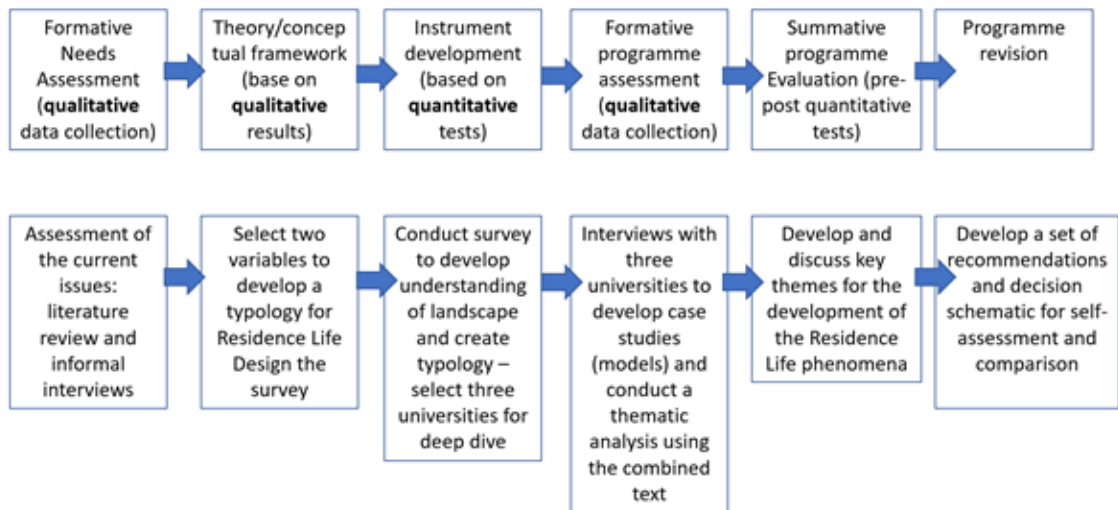 Formative
Needs
Assessment
(qualitative
data collection)
Theory/concep
tual framework
(base on
qualitative
results)
Instrument
development
(based on
quantitative
tests)
Formative
programme
assessment
(qualitative
data collection)
Summative
programme
Evaluation (pre-
post quantitative
tests)
Programme
revision
Assessment of
the current
issues:
literature
review and
informal
interviews
Select two
variables to
develop a
typology for
Residence Life
Design the
survey
Conduct survey
to develop
understanding
of landscape
and create
typology –
select three
universities for
deep dive
Interviews with
three
universities to
develop case
studies
(models) and
conduct a
thematic
analysis using
the combined
text
Develop and
discuss key
themes for the
development of
the Residence
Life phenomena
Develop a set of
recommendations
and decision
schematic for self-
assessment and
comparison